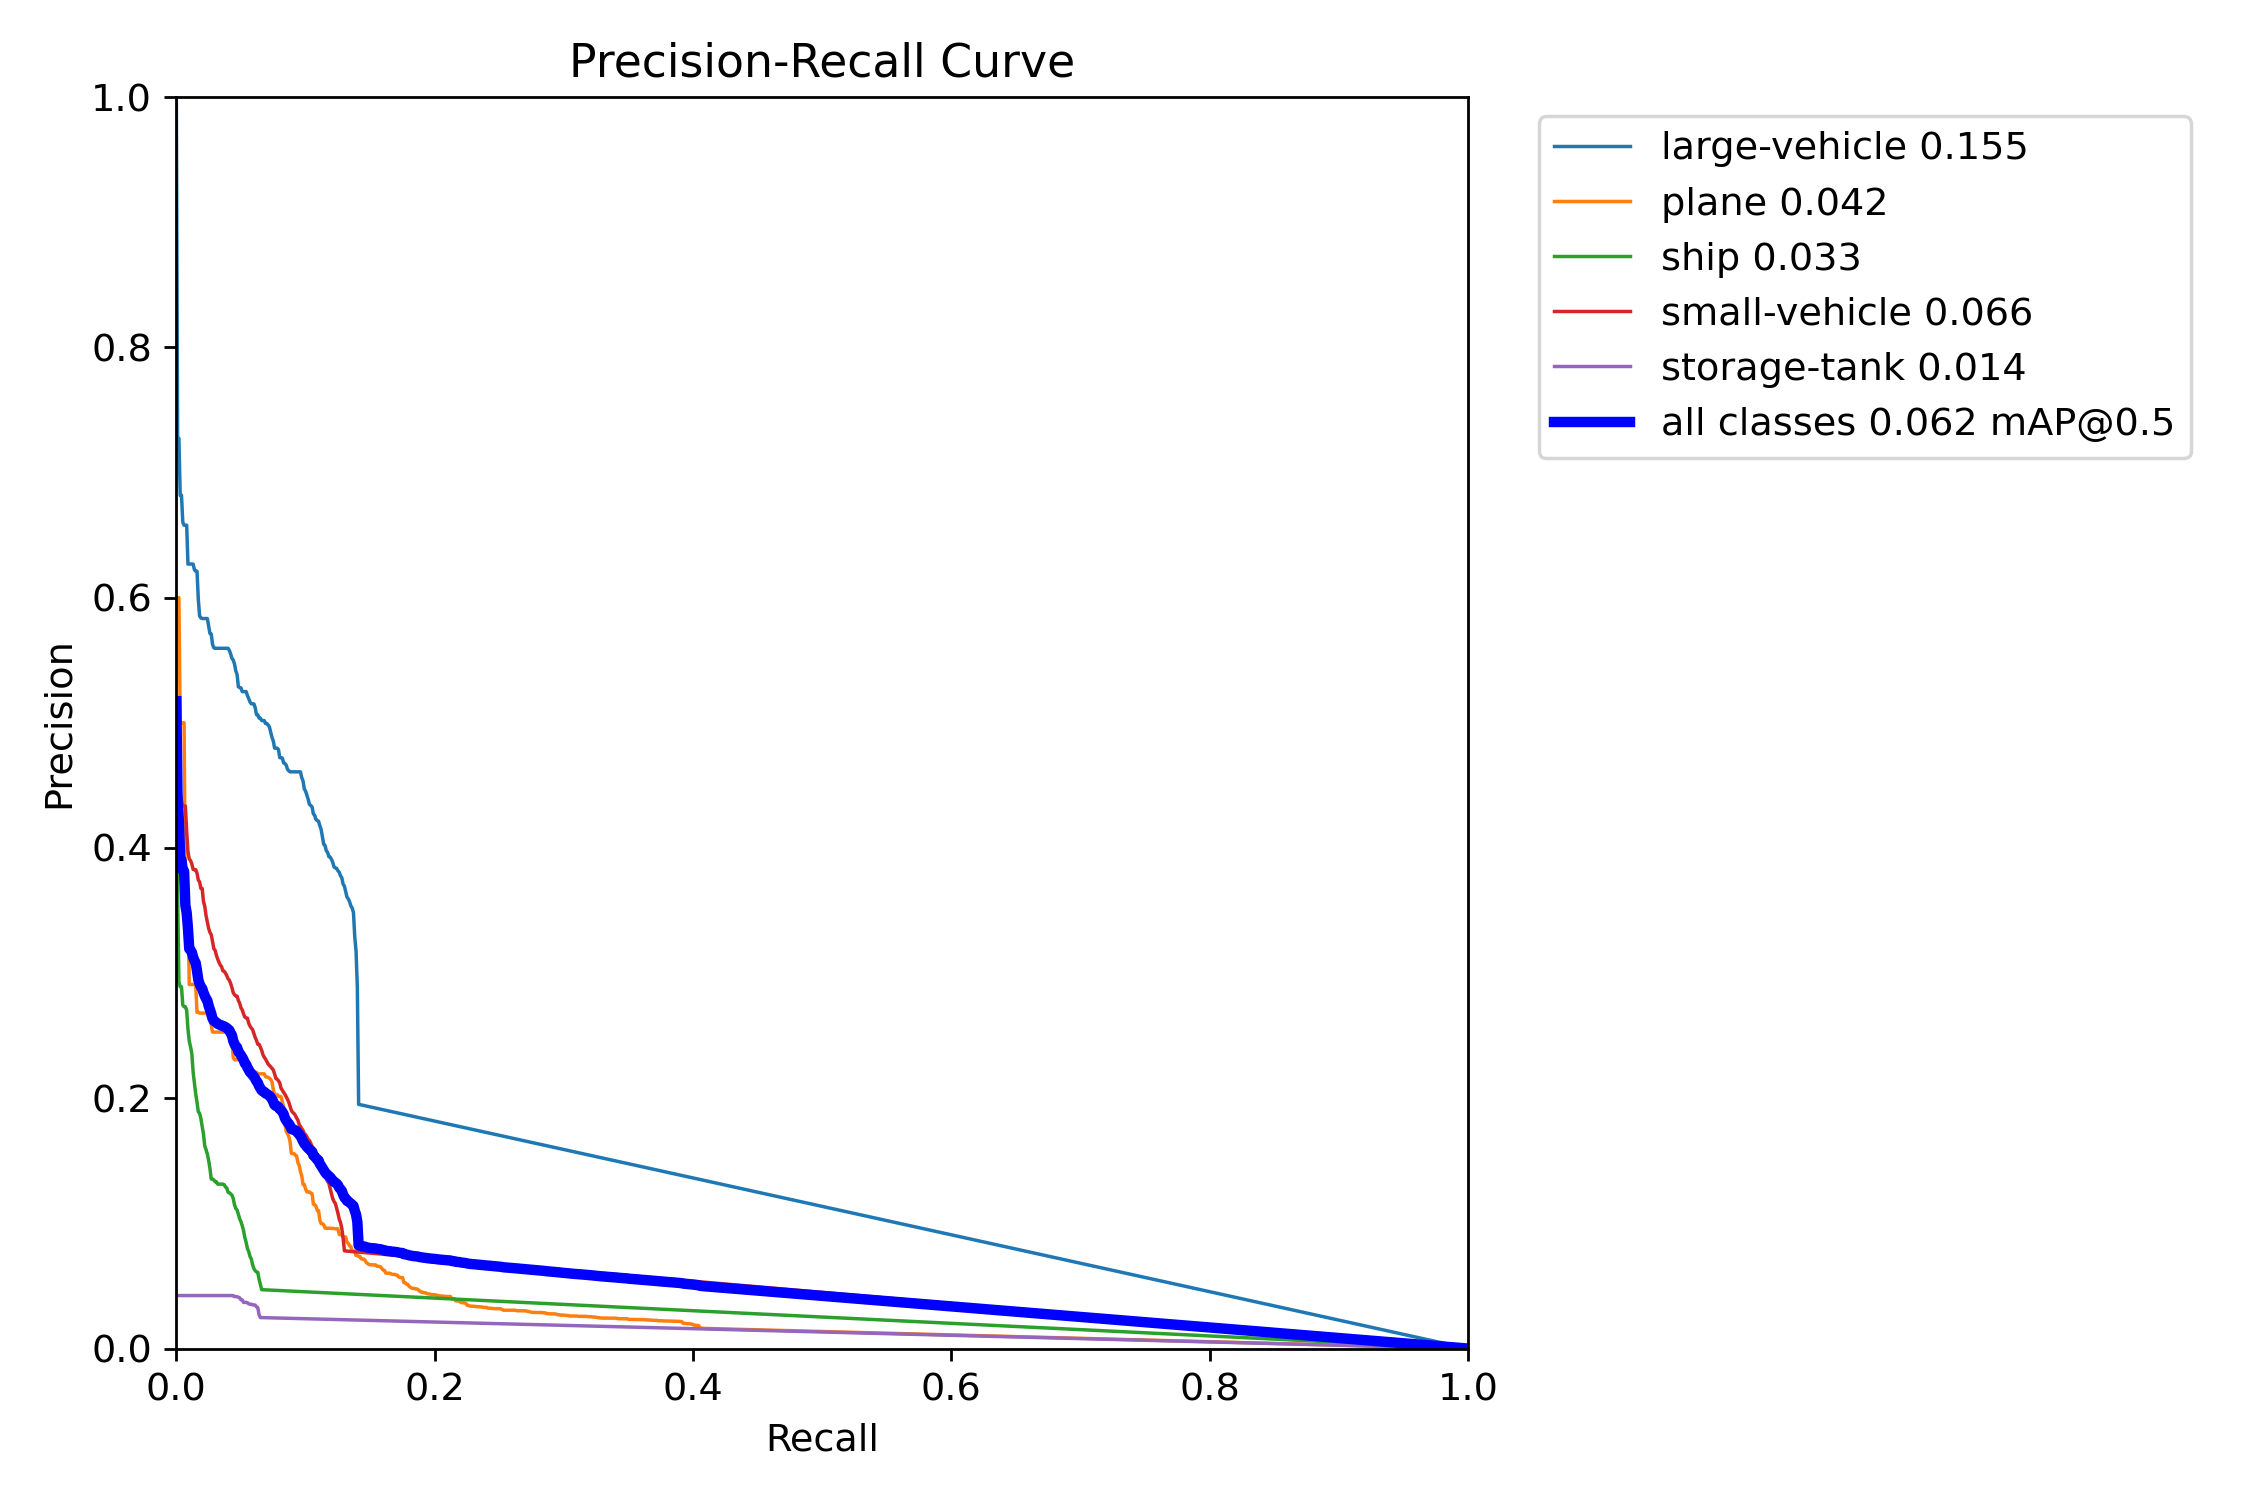 Precision-Recall Curve
1.0
0.8
0.6
0.4
0.2
0.0
Precision
0.0 0.2 0.4 0.6 0.8 1.0
Recall
large-vehicle 0.155
plane 0.042
ship 0.033
small-vehicle 0.066
storage-tank 0.014
all classes 0.062 mAP@0.5